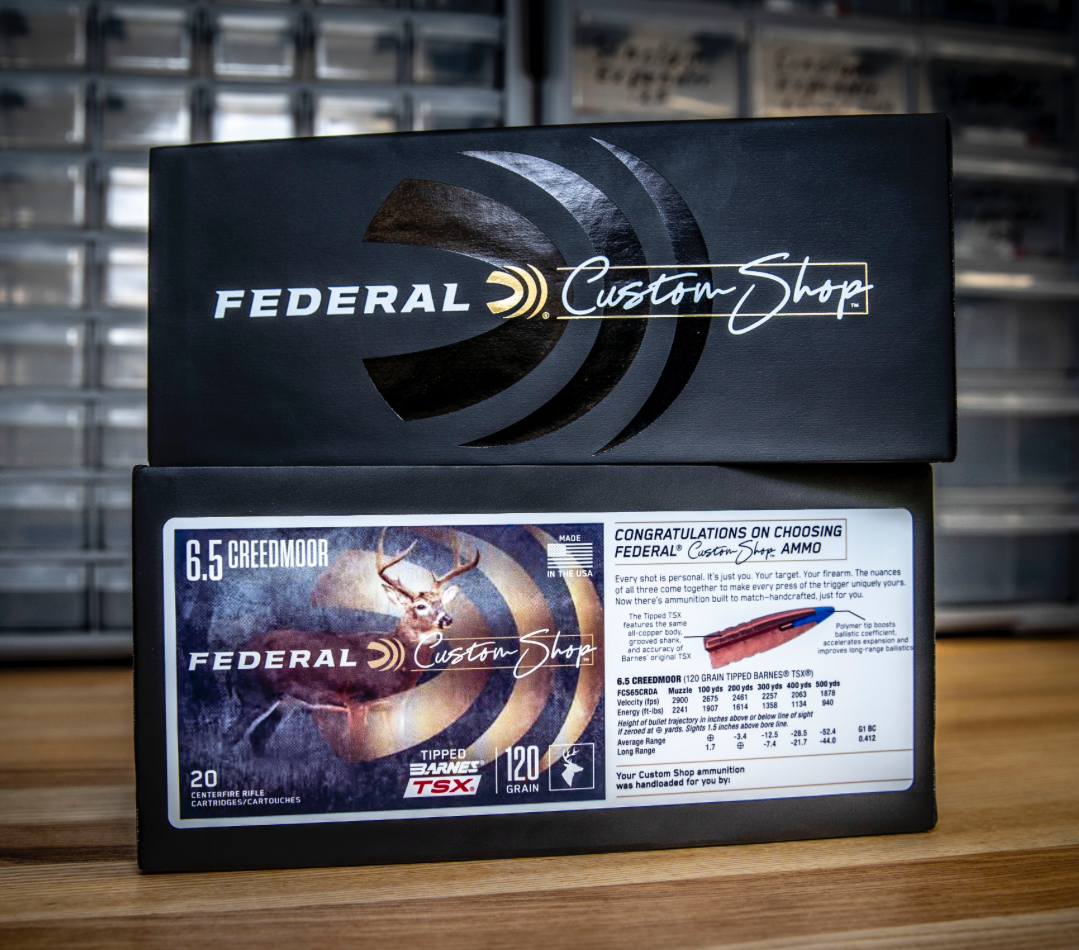 FEDERAL ® Custom Shop ™
6.5 CREEDMOOR
MADE
IN THE USA
FEDERAL Custom Shop ™
TIPPED
BARNES
TSX®
120
GRAIN
20
CENTERFIRE RIFLE
CARTRIDGES/CARTOUCHES
CONGRATULATIONS ON CHOOSING
FEDERAL® Custom Shop™ AMMO
Every shot is personal. It's just you. Your target. Your firearm. The nuances
of all three come together to make every press of the trigger uniquely yours.
Now there's ammunition built to match–handcrafted, just for you.
The Tipped TSX
features the same
all-copper body,
grooved shank,
and accuracy of
Barnes' original TSX
Polymer tip boosts
ballistic coefficient,
accelerates expansion and
improves long-range ballistics
6.5 CREEDMOOR (120 GRAIN TIPPED BARNES® TSX®)
FCS65CRDA Muzzle 100 yds 200 yds 300 yds 400 yds 500 yds
Velocity (fps) 2900 2675 2461 2257 2063 1878
Energy (ft-lbs) 2241 1907 1614 1358 1134 940
Height of bullet trajectory in inches above or below line of sight
if zeroed at ⊕ yards. Sights 1.5 inches above bore line.
Average Range ⊕ -3.4 -12.5 -28.5 -52.4 G1 BC
Long Range 1.7 ⊕ -7.4 -21.7 -44.0 0.412
Your Custom Shop ammunition
was handloaded for you by: